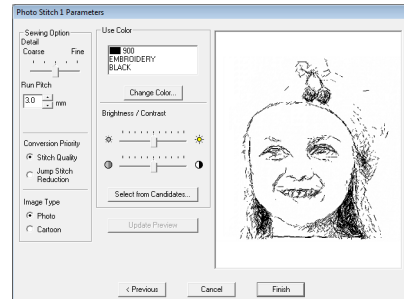 Photo Stitch 1 Parameters
Sewing Option
Detail
Coarse Fine
Run Pitch
3.0 mm
Conversion Priority
Stitch Quality
Jump Stitch
Reduction
Image Type
Photo
Cartoon
Use Color
900
EMBROIDERY
BLACK
Change Color...
Brightness / Contrast
Select from Candidates...
Update Preview
< Previous
Cancel
Finish